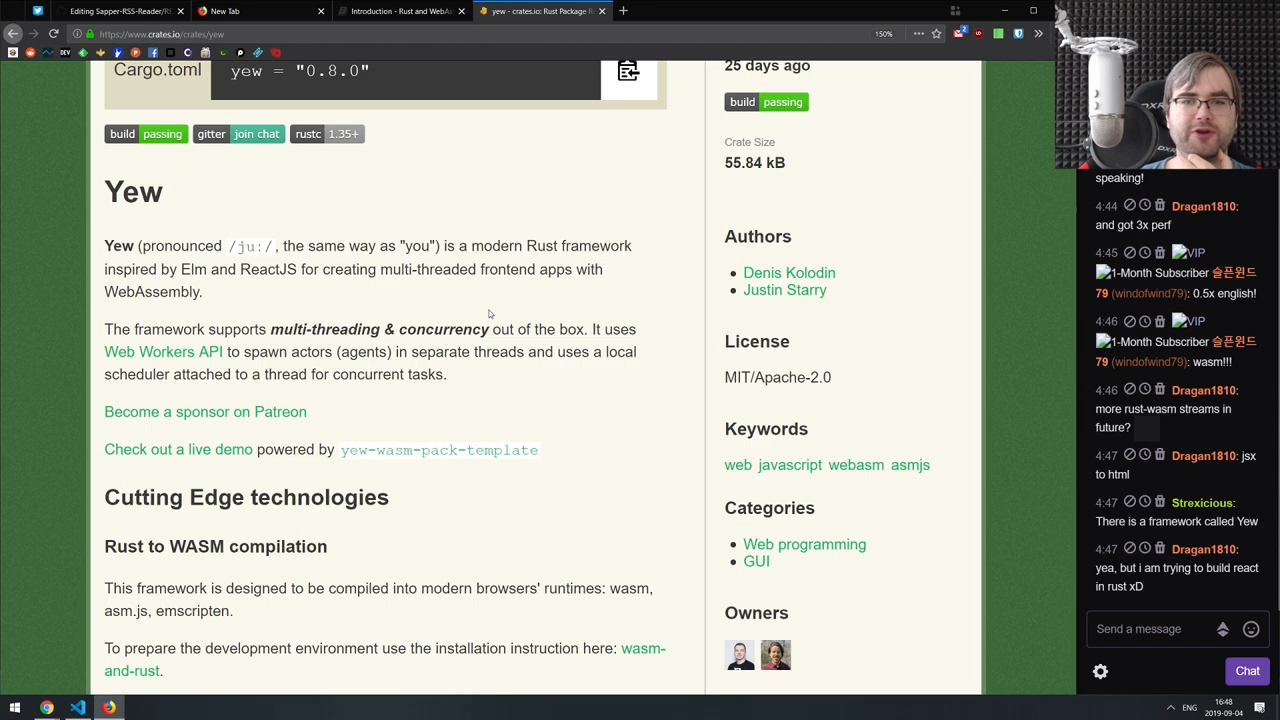 Editing Sapper-RSS-Reader/RE
New Tab
Introduction - Rust and WebAs
yew - crates.io: Rust Package R
https://www.crates.io/crates/yew
150%
Cargo.toml
yew = "0.8.0"
build passing
gitter join chat
rustc 1.35+
Yew
Yew (pronounced /juː/, the same way as "you") is a modern Rust framework
inspired by Elm and ReactJS for creating multi-threaded frontend apps with
WebAssembly.
The framework supports multi-threading & concurrency out of the box. It uses
Web Workers API to spawn actors (agents) in separate threads and uses a local
scheduler attached to a thread for concurrent tasks.
Become a sponsor on Patreon
Check out a live demo powered by yew-wasm-pack-template
Cutting Edge technologies
Rust to WASM compilation
This framework is designed to be compiled into modern browsers' runtimes: wasm,
asm.js, emscripten.
To prepare the development environment use the installation instruction here: wasm-
and-rust.
25 days ago
build passing
Crate Size
55.84 kB
Authors
Denis Kolodin
Justin Starry
License
MIT/Apache-2.0
Keywords
web javascript webasm asmjs
Categories
Web programming
GUI
Owners
speaking!
4:44 Dragan1810:
and got 3x perf
4:45 VIP
1-Month Subscriber 슬픈윈드
79 (windofwind79): 0.5x english!
4:46 VIP
1-Month Subscriber 슬픈윈드
79 (windofwind79): wasm!!!
4:46 Dragan1810:
more rust-wasm streams in
future?
4:47 Dragan1810: jsx
to html
4:47 Strexicious:
There is a framework called Yew
4:47 Dragan1810:
yea, but i am trying to build react
in rust xD
Send a message
Chat
ENG
16:48
2019-09-04